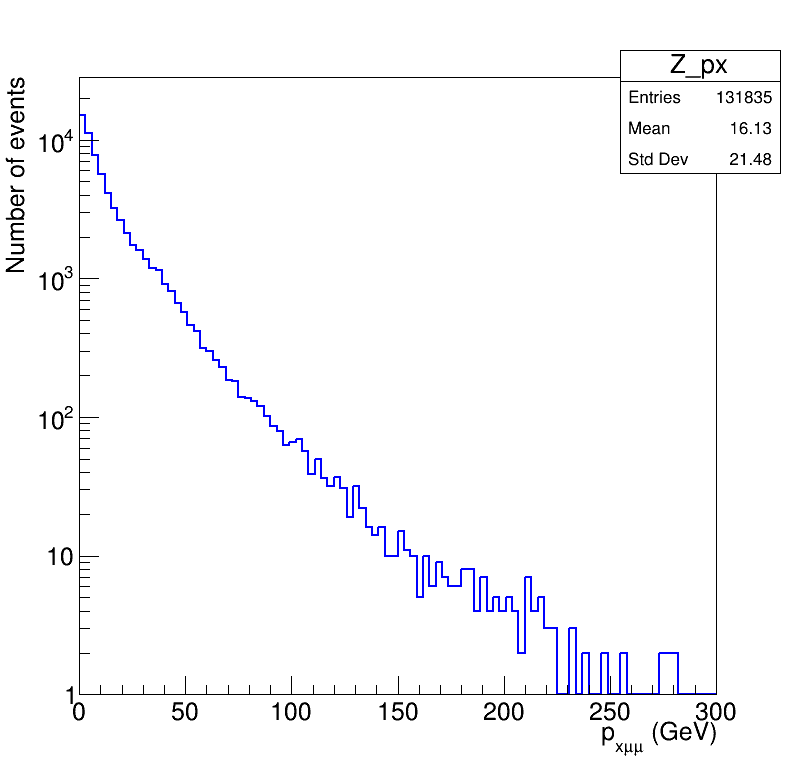 Z_px
Entries 131835
Mean 16.13
Std Dev 21.48
Number of events
10⁴
10³
10²
10
1
0 50 100 150 200 250 300
pₓμμ (GeV)